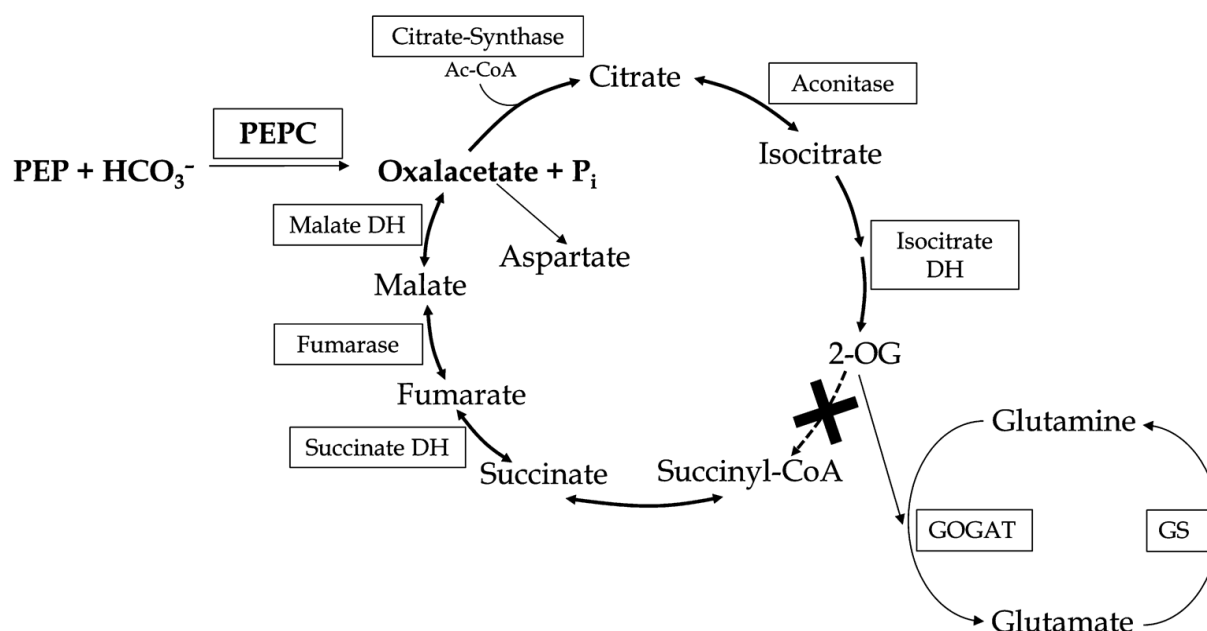 Citrate-Synthase
Ac-CoA
Citrate
Aconitase
PEPC
PEP + HCO₃⁻
Oxalacetate + Pᵢ
Isocitrate
Malate DH
Aspartate
Isocitrate
DH
Malate
Fumarase
2-OG
Fumarate
Glutamine
Succinate DH
Succinate
Succinyl-CoA
GOGAT
GS
Glutamate